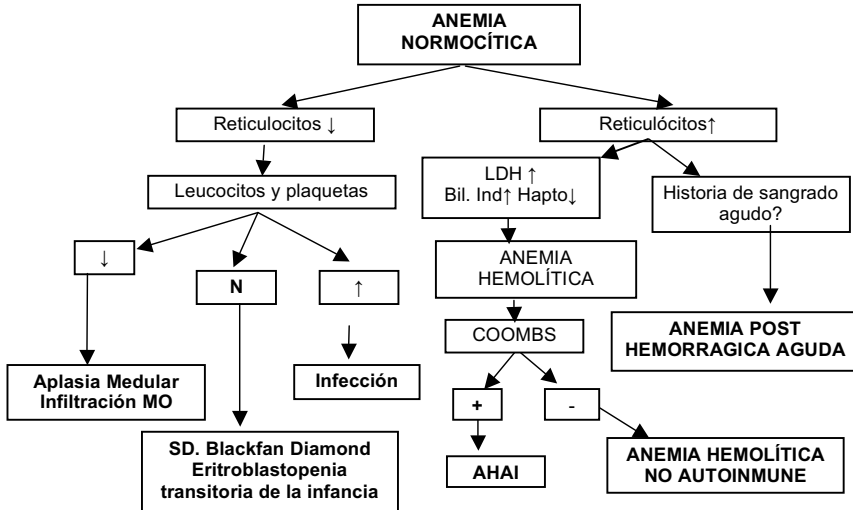 ANEMIA
NORMOCÍTICA
Reticulocitos ↓
Reticulócitos↑
Leucocitos y plaquetas
LDH ↑
Bil. Ind↑ Hapto↓
Historia de sangrado
agudo?
↓
N
↑
ANEMIA
HEMOLÍTICA
COOMBS
ANEMIA POST
HEMORRAGICA AGUDA
Aplasia Medular
Infiltración MO
Infección
+
-
SD. Blackfan Diamond
Eritroblastopenia
transitoria de la infancia
AHAI
ANEMIA HEMOLÍTICA
NO AUTOINMUNE